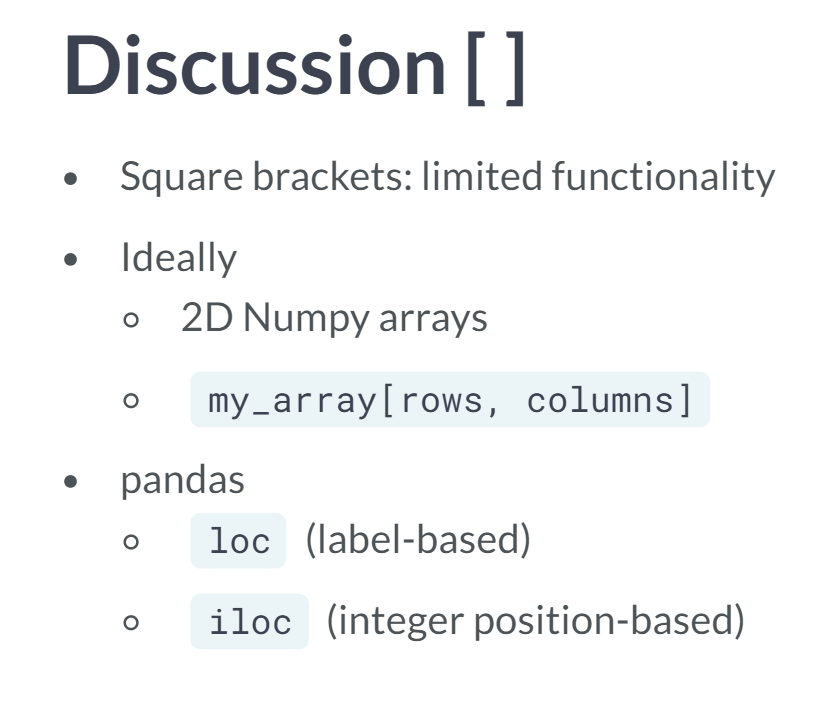 Discussion [ ]
• Square brackets: limited functionality
• Ideally
○ 2D Numpy arrays
○ my_array[rows, columns]
• pandas
○ loc (label-based)
○ iloc (integer position-based)